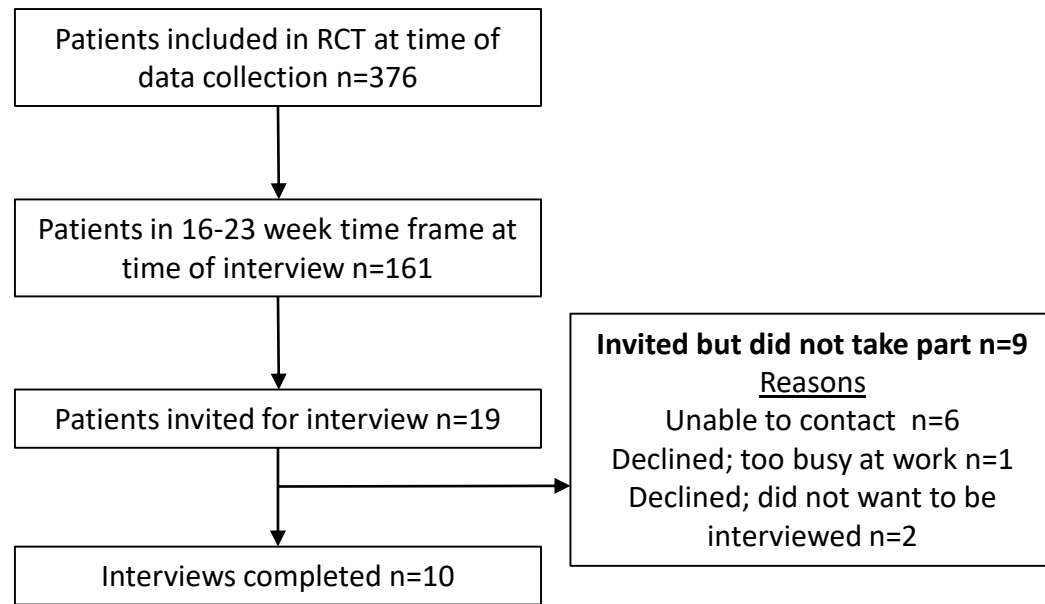 Patients included in RCT at time of
data collection n=376
Patients in 16-23 week time frame at
time of interview n=161
Patients invited for interview n=19
Invited but did not take part n=9
Reasons
Unable to contact  n=6
Declined; too busy at work n=1
Declined; did not want to be
interviewed n=2
Interviews completed n=10